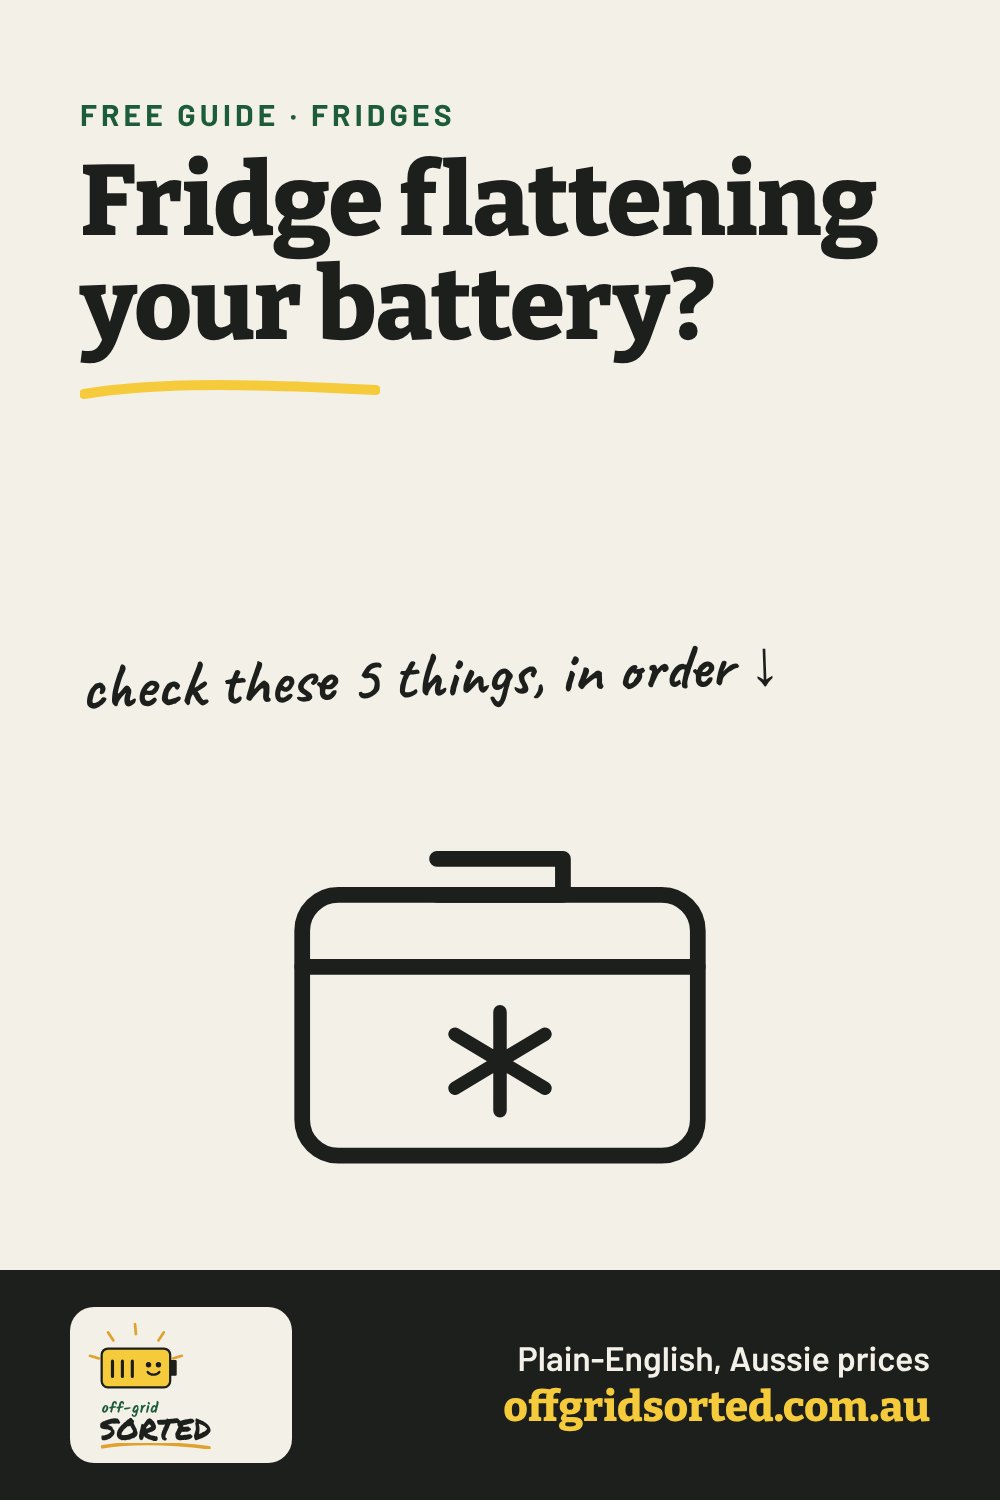 FREE GUIDE · FRIDGES
Fridge flattening
your battery?
check these 5 things, in order ↓
off-grid
SORTED
Plain-English, Aussie prices
offgridsorted.com.au